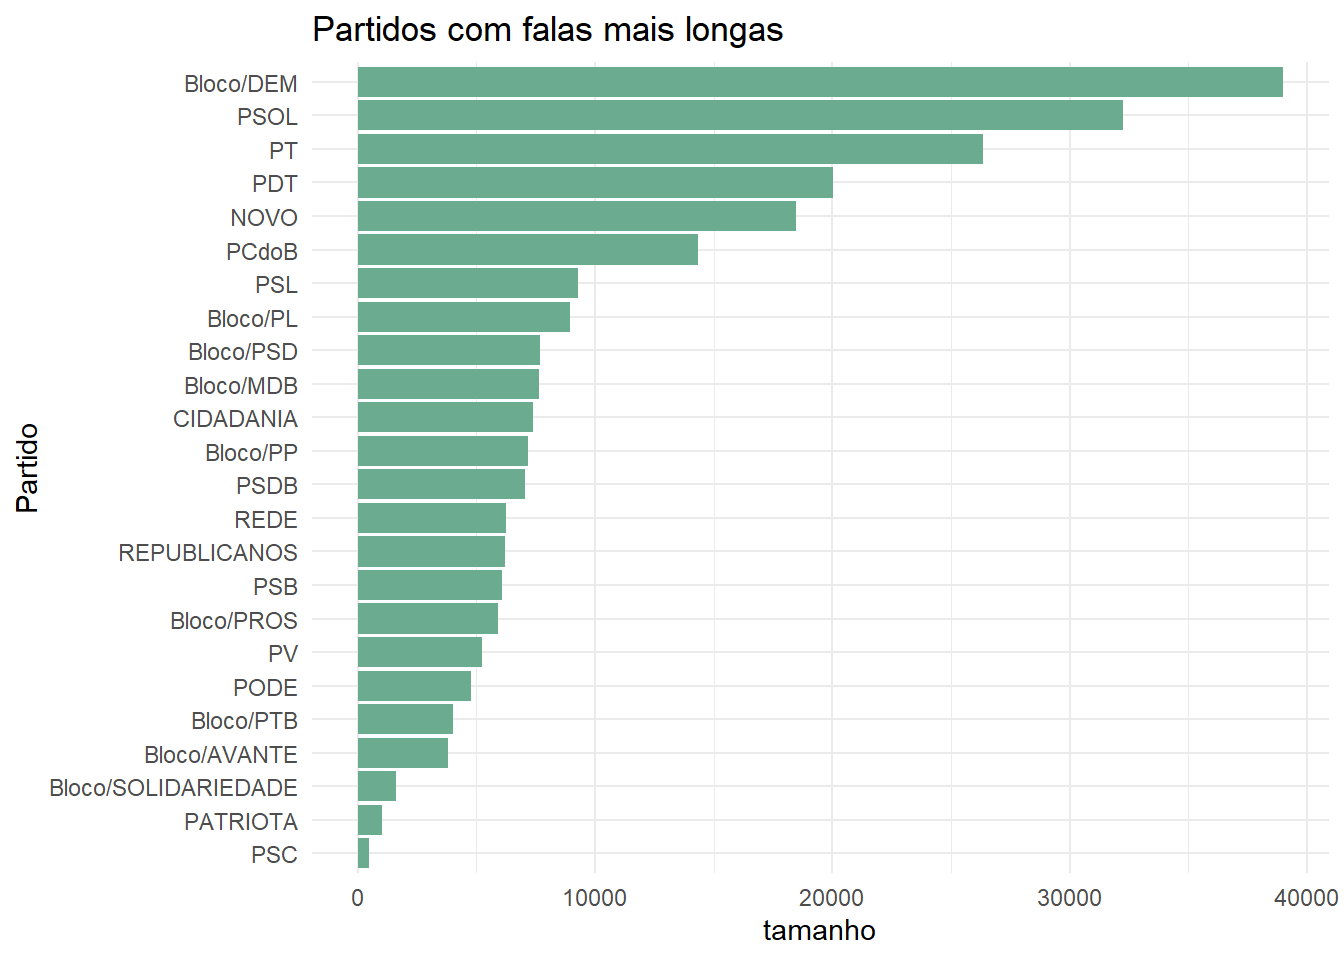 Partidos com falas mais longas
Partido
Bloco/DEM
PSOL
PT
PDT
NOVO
PCdoB
PSL
Bloco/PL
Bloco/PSD
Bloco/MDB
CIDADANIA
Bloco/PP
PSDB
REDE
REPUBLICANOS
PSB
Bloco/PROS
PV
PODE
Bloco/PTB
Bloco/AVANTE
Bloco/SOLIDARIEDADE
PATRIOTA
PSC
0 10000 20000 30000 40000
tamanho